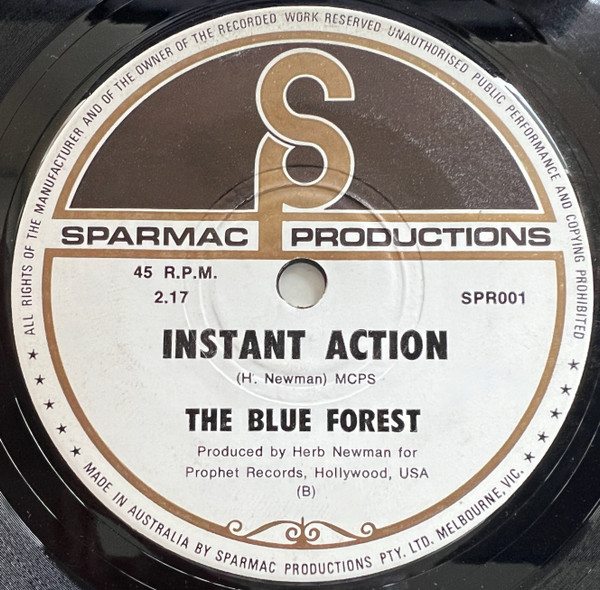 ALL RIGHTS OF THE MANUFACTURER AND OF THE OWNER OF THE RECORDED WORK RESERVED UNAUTHORISED PUBLIC PERFORMANCE AND COPYING PROHIBITED
SPARMAC PRODUCTIONS
45 R.P.M.
2.17 SPR001
INSTANT ACTION
(H. Newman) MCPS
THE BLUE FOREST
Produced by Herb Newman for
Prophet Records, Hollywood, USA
(B)
MADE IN AUSTRALIA BY SPARMAC PRODUCTIONS PTY. LTD. MELBOURNE, VIC.